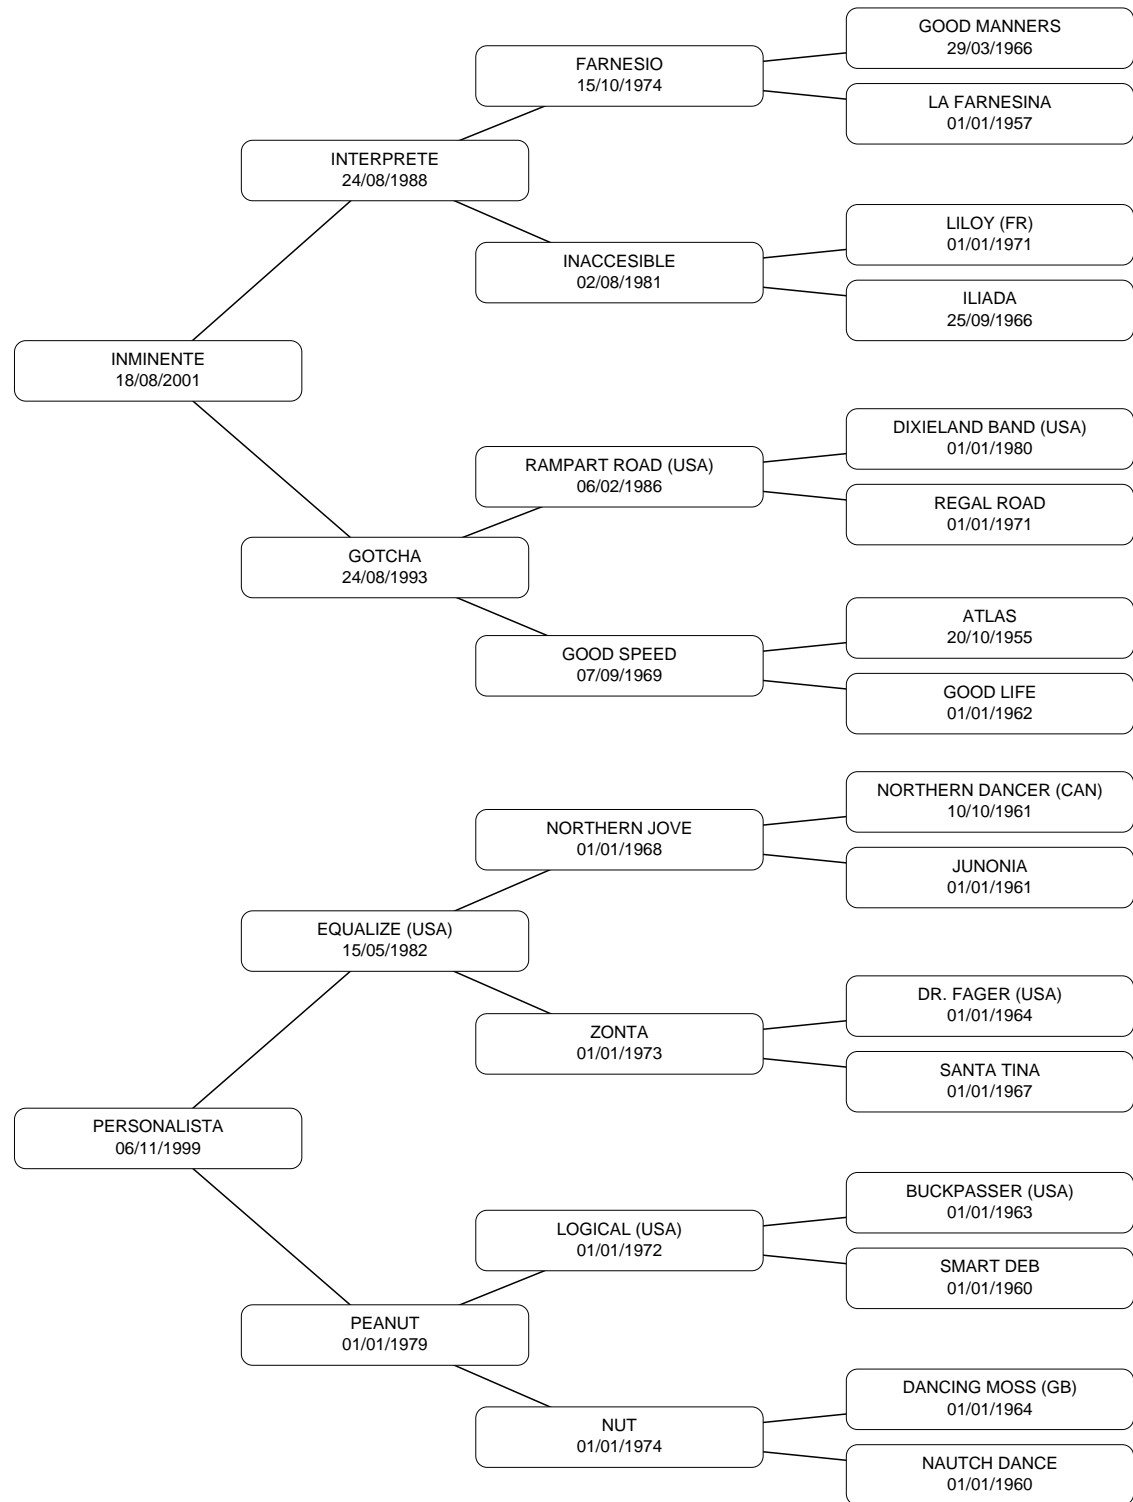 GOOD MANNERS
29/03/1966
FARNESIO
15/10/1974
LA FARNESINA
01/01/1957
INTERPRETE
24/08/1988
LILOY (FR)
01/01/1971
INACCESIBLE
02/08/1981
ILIADA
25/09/1966
INMINENTE
18/08/2001
DIXIELAND BAND (USA)
01/01/1980
RAMPART ROAD (USA)
06/02/1986
REGAL ROAD
01/01/1971
GOTCHA
24/08/1993
ATLAS
20/10/1955
GOOD SPEED
07/09/1969
GOOD LIFE
01/01/1962
NORTHERN DANCER (CAN)
10/10/1961
NORTHERN JOVE
01/01/1968
JUNONIA
01/01/1961
EQUALIZE (USA)
15/05/1982
DR. FAGER (USA)
01/01/1964
ZONTA
01/01/1973
SANTA TINA
01/01/1967
PERSONALISTA
06/11/1999
BUCKPASSER (USA)
01/01/1963
LOGICAL (USA)
01/01/1972
SMART DEB
01/01/1960
PEANUT
01/01/1979
DANCING MOSS (GB)
01/01/1964
NUT
01/01/1974
NAUTCH DANCE
01/01/1960